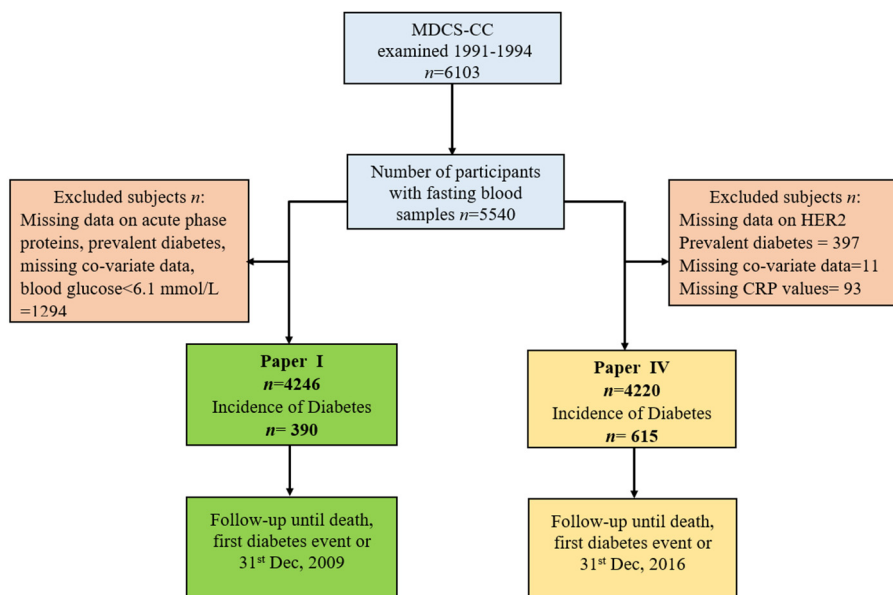 MDCS-CC
examined 1991-1994
n=6103
Number of participants
with fasting blood
samples n=5540
Excluded subjects n:
Missing data on acute phase
proteins, prevalent diabetes,
missing co-variate data,
blood glucose<6.1 mmol/L
=1294
Excluded subjects n:
Missing data on HER2
Prevalent diabetes = 397
Missing co-variate data=11
Missing CRP values= 93
Paper I
n=4246
Incidence of Diabetes
n= 390
Paper IV
n=4220
Incidence of Diabetes
n= 615
Follow-up until death,
first diabetes event or
31st Dec, 2009
Follow-up until death,
first diabetes event or
31st Dec, 2016